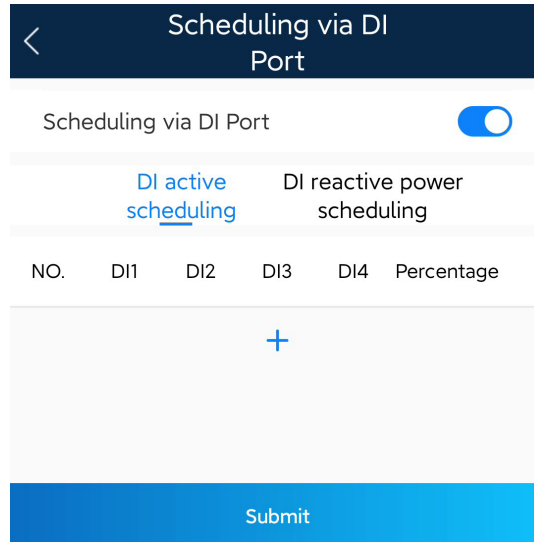 Scheduling via DI
Port
Scheduling via DI Port
DI active DI reactive power
scheduling scheduling
NO. DI1 DI2 DI3 DI4 Percentage
+
Submit